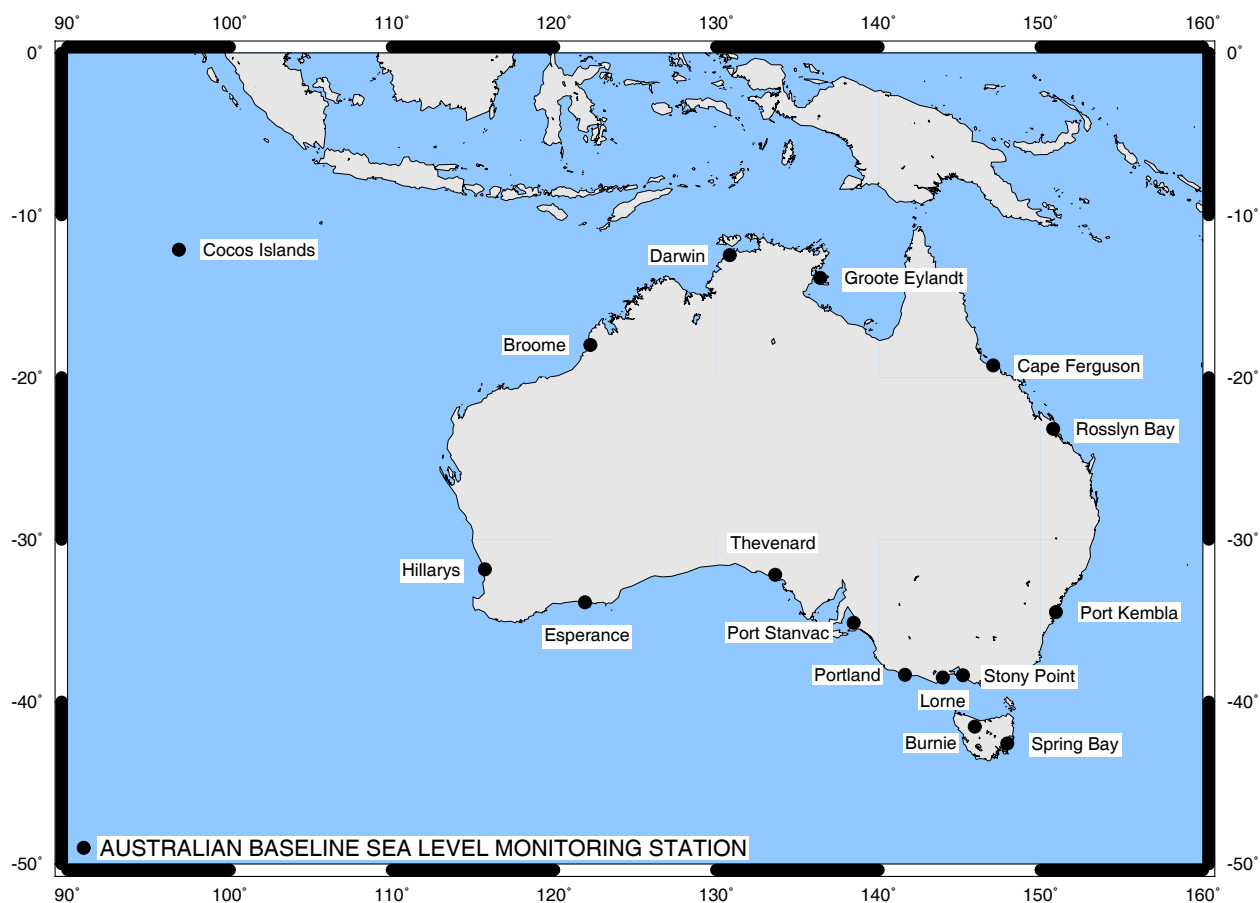 90˚ 100˚ 110˚ 120˚ 130˚ 140˚ 150˚ 160˚
0˚ 0˚
-10˚ -10˚
Cocos Islands
Darwin
Groote Eylandt
Broome
Cape Ferguson
-20˚ -20˚
Rosslyn Bay
-30˚ -30˚
Thevenard
Hillarys
Port Kembla
Esperance
Port Stanvac
Portland
Stony Point
Lorne
-40˚ -40˚
Burnie
Spring Bay
AUSTRALIAN BASELINE SEA LEVEL MONITORING STATION
-50˚ -50˚
90˚ 100˚ 110˚ 120˚ 130˚ 140˚ 150˚ 160˚